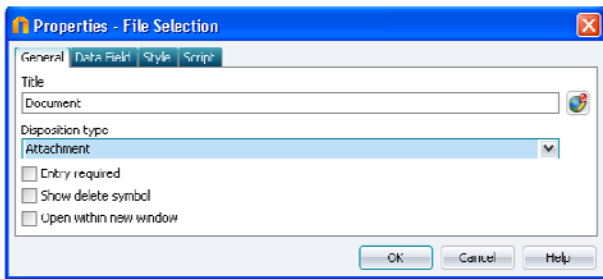 Properties - File Selection
General Data Field Style Script
Title
Document
Disposition type
Attachment
Entry required
Show delete symbol
Open within new window
OK Cancel Help